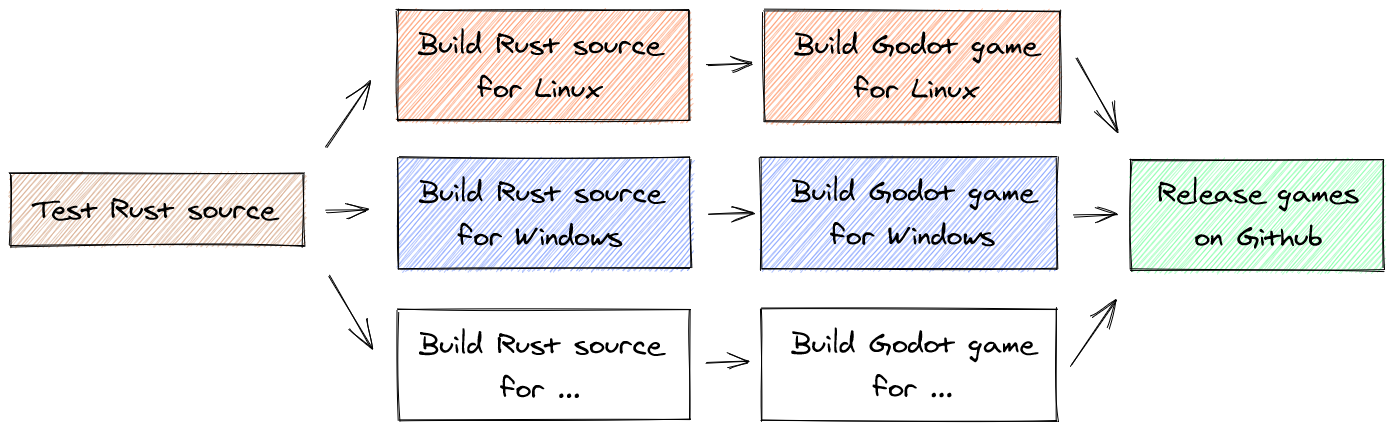 Test Rust source
Build Rust source
for Linux
Build Godot game
for Linux
Build Rust source
for Windows
Build Godot game
for Windows
Build Rust source
for ...
Build Godot game
for ...
Release games
on Github